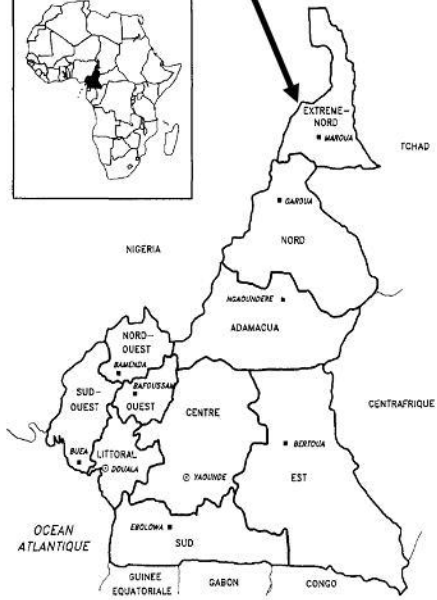 EXTREME-
NORD
MAROUA
TCHAD
GAROUA
NORD
NIGERIA
NGAOUNDERE
ADAMACUA
NORD-
OUEST
BAMENDA
BAFOUSSAM
OUEST
SUD-
OUEST
CENTRE
CENTRAFRIQUE
BUEA
LITTORAL
DOUALA
BERTOUA
EST
YAOUNDE
OCEAN
ATLANTIQUE
EBOLOWA
SUD
GUINEE
EQUATORIALE
GABON
CONGO